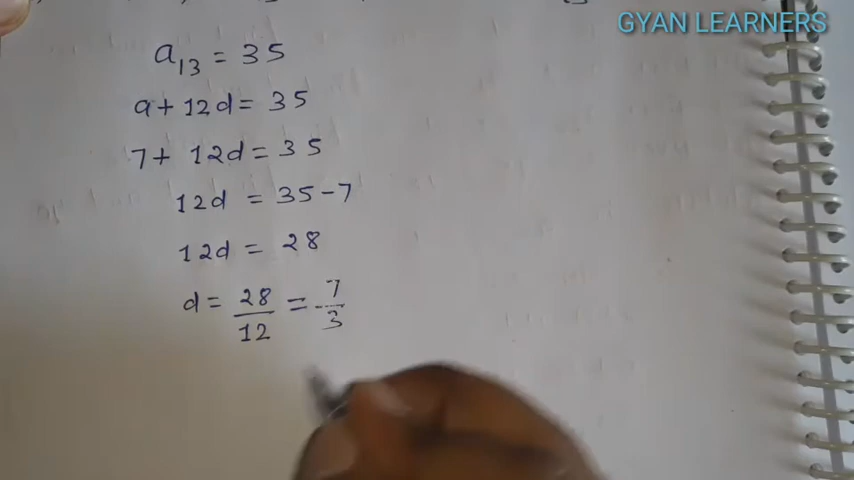 GYAN LEARNERS
a₁₃ = 35
a + 12d = 35
7 + 12d = 35
12d = 35 - 7
12d = 28
d = 28/12 = 7/3